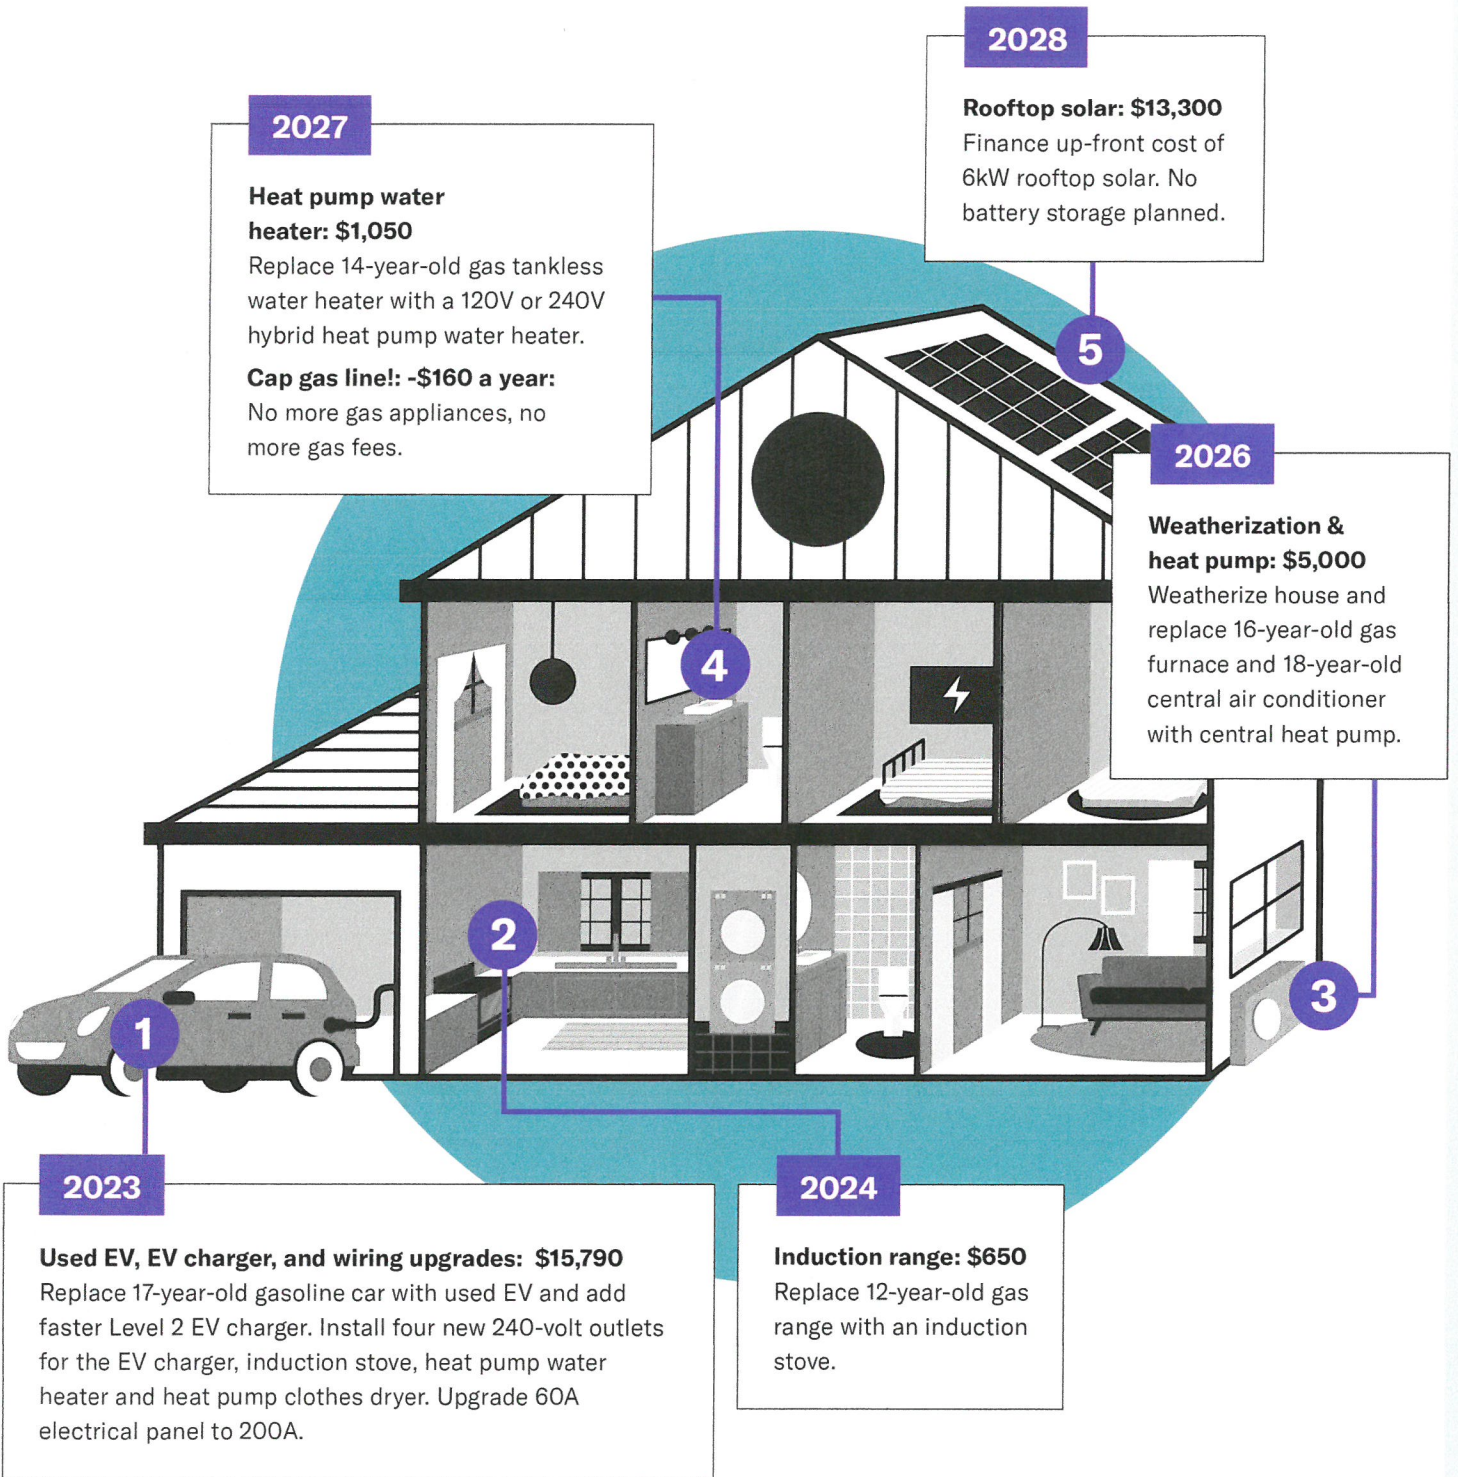 2028
Rooftop solar: $13,300
Finance up-front cost of
6kW rooftop solar. No
battery storage planned.
2027
Heat pump water
heater: $1,050
Replace 14-year-old gas tankless
water heater with a 120V or 240V
hybrid heat pump water heater.
Cap gas line!: -$160 a year:
No more gas appliances, no
more gas fees.
5
2026
Weatherization &
heat pump: $5,000
Weatherize house and
replace 16-year-old gas
furnace and 18-year-old
central air conditioner
with central heat pump.
4
2
3
1
2023
Used EV, EV charger, and wiring upgrades: $15,790
Replace 17-year-old gasoline car with used EV and add
faster Level 2 EV charger. Install four new 240-volt outlets
for the EV charger, induction stove, heat pump water
heater and heat pump clothes dryer. Upgrade 60A
electrical panel to 200A.
2024
Induction range: $650
Replace 12-year-old gas
range with an induction
stove.